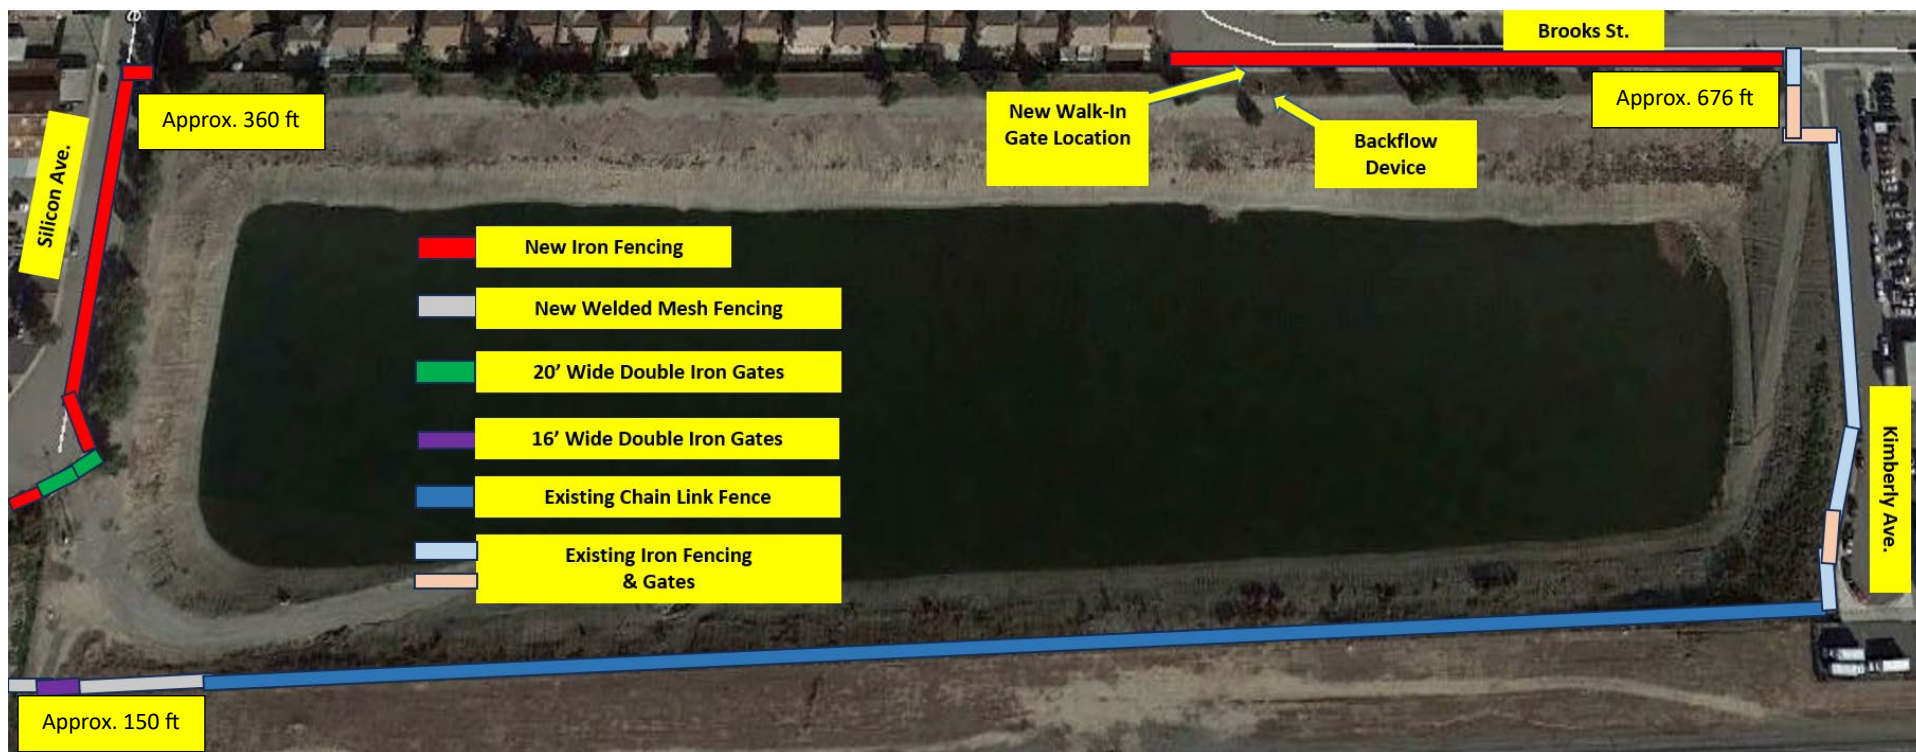 Brooks St.
Approx. 360 ft
New Walk-In
Gate Location
Approx. 676 ft
Backflow
Device
Silicon Ave.
New Iron Fencing
New Welded Mesh Fencing
20' Wide Double Iron Gates
16' Wide Double Iron Gates
Existing Chain Link Fence
Existing Iron Fencing
& Gates
Kimberly Ave.
Approx. 150 ft